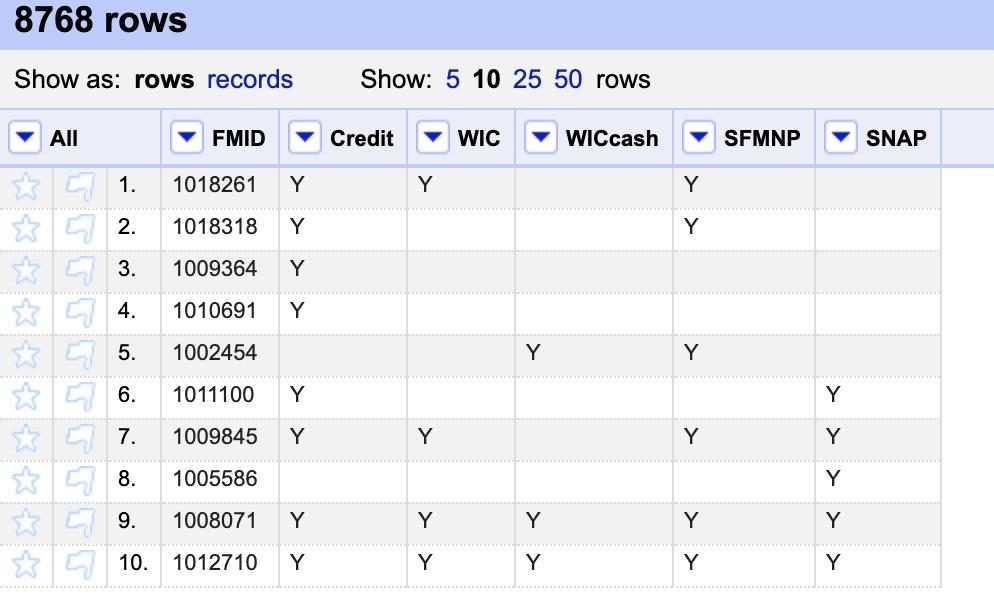 8768 rows
Show as: rows records Show: 5 10 25 50 rows
All FMID Credit WIC WICcash SFMNP SNAP
1. 1018261 Y Y Y
2. 1018318 Y Y
3. 1009364 Y
4. 1010691 Y
5. 1002454 Y Y
6. 1011100 Y Y
7. 1009845 Y Y Y Y
8. 1005586 Y
9. 1008071 Y Y Y Y Y
10. 1012710 Y Y Y Y Y